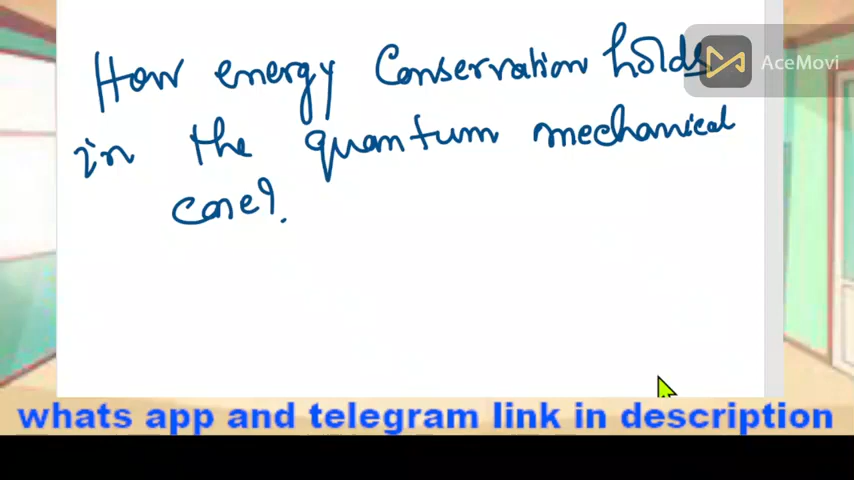 How energy conservation holds
AceMovi
in the quantum mechanical
case?
whats app and telegram link in description